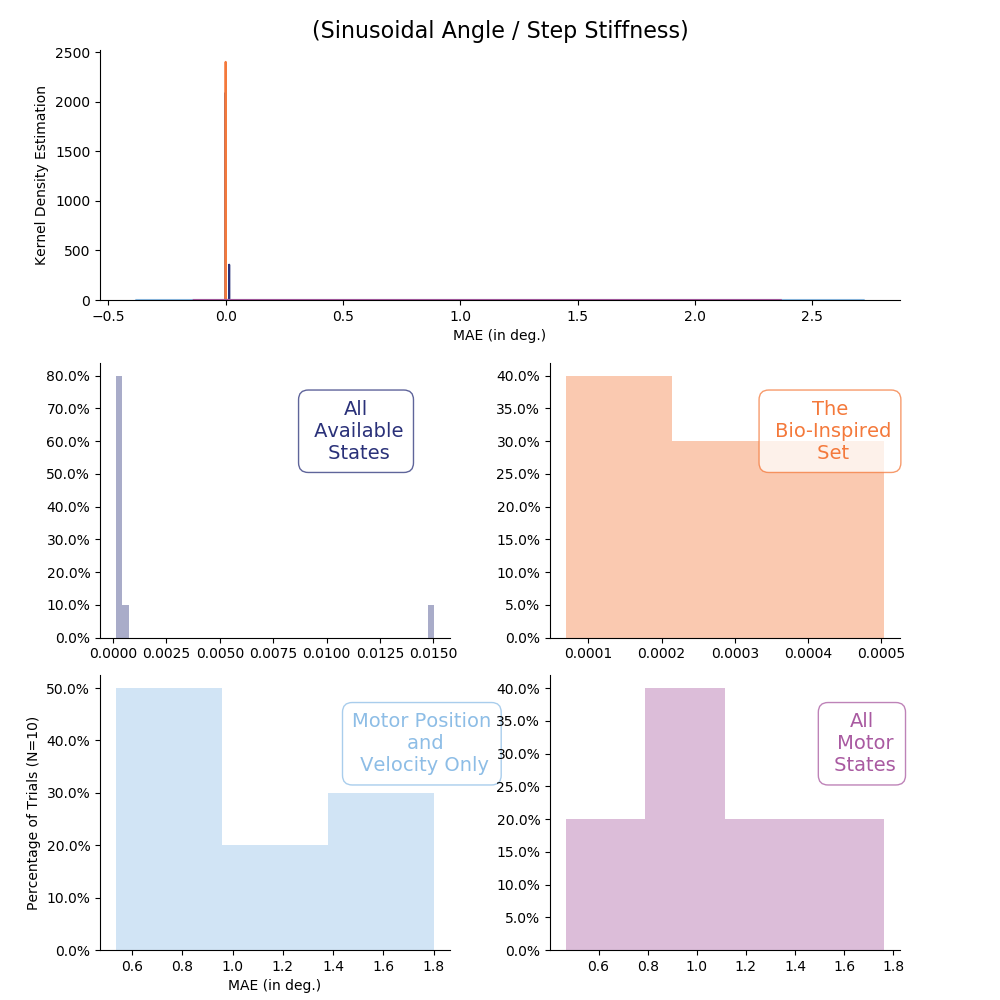 (Sinusoidal Angle / Step Stiffness)
2500
2000
1500
1000
500
0
Kernel Density Estimation
−0.5 0.0 0.5 1.0 1.5 2.0 2.5
MAE (in deg.)
80.0%
70.0%
60.0%
50.0%
40.0%
30.0%
20.0%
10.0%
0.0%
All
Available
States
0.0000 0.0025 0.0050 0.0075 0.0100 0.0125 0.0150
40.0%
35.0%
30.0%
25.0%
20.0%
15.0%
10.0%
5.0%
0.0%
The
Bio-Inspired
Set
0.0001 0.0002 0.0003 0.0004 0.0005
50.0%
40.0%
30.0%
20.0%
10.0%
0.0%
Percentage of Trials (N=10)
Motor Position
and
Velocity Only
0.6 0.8 1.0 1.2 1.4 1.6 1.8
MAE (in deg.)
40.0%
35.0%
30.0%
25.0%
20.0%
15.0%
10.0%
5.0%
0.0%
All
Motor
States
0.6 0.8 1.0 1.2 1.4 1.6 1.8